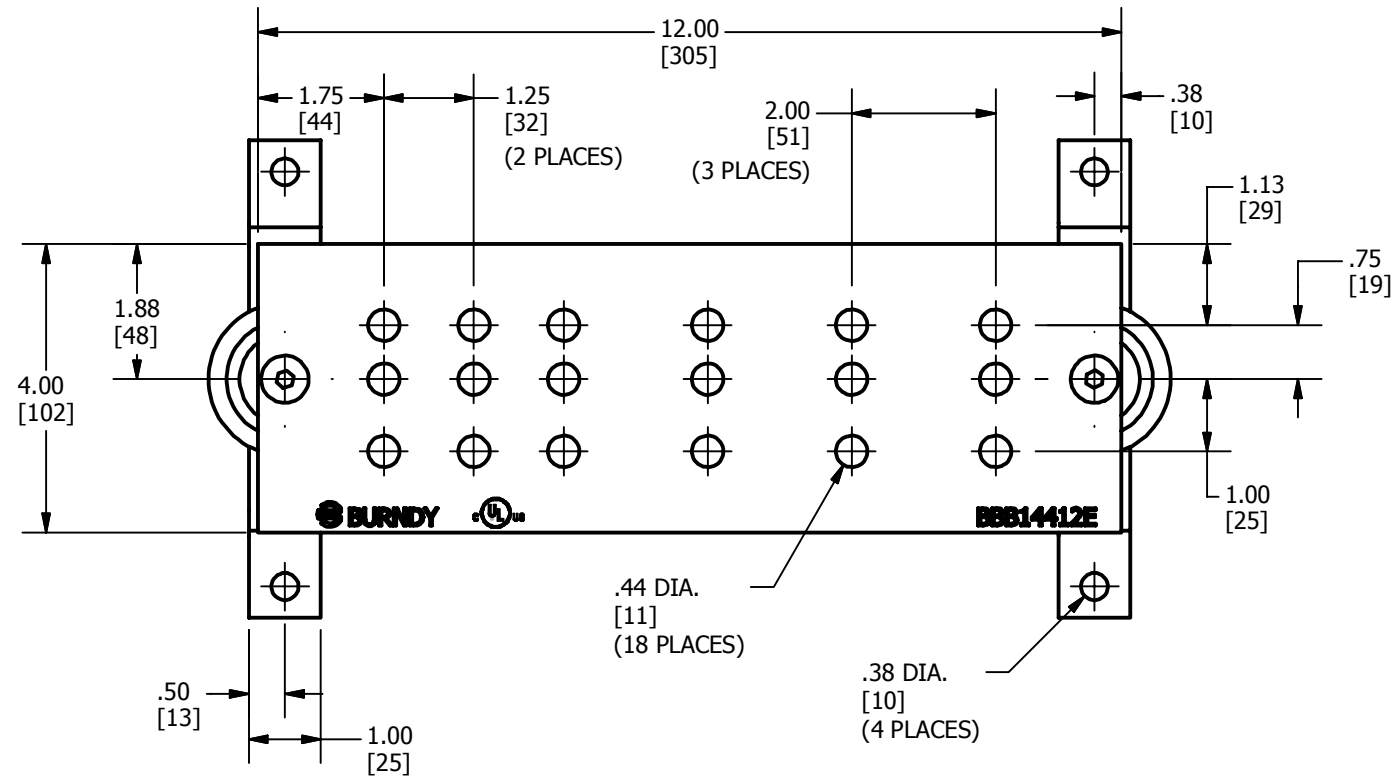 12.00
[305]
1.75
[44]
1.25
[32]
(2 PLACES)
2.00
[51]
(3 PLACES)
.38
[10]
1.13
[29]
.75
[19]
1.88
[48]
4.00
[102]
1.00
[25]
BURNDY
c UL us
BBB14412E
.44 DIA.
[11]
(18 PLACES)
.38 DIA.
[10]
(4 PLACES)
.50
[13]
1.00
[25]